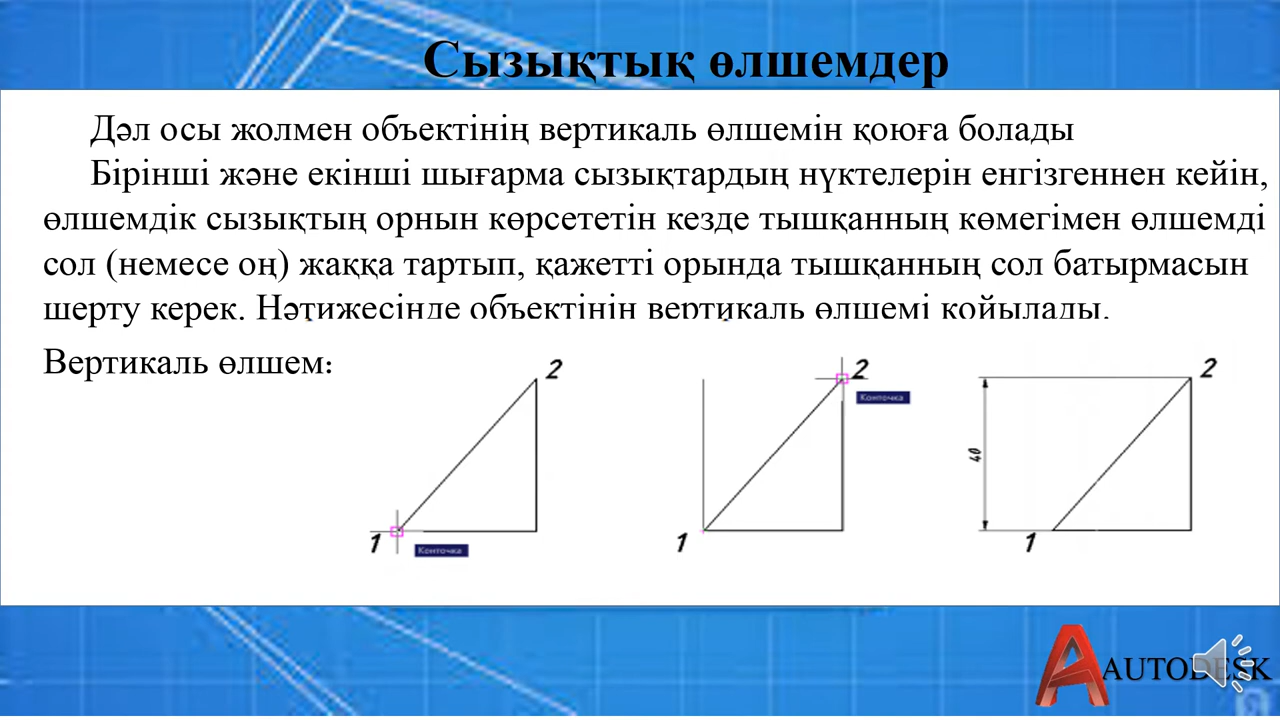 Сызықтық өлшемдер
Дәл осы жолмен объектінің вертикаль өлшемін қоюға болады
Бірінші және екінші шығарма сызықтардың нүктелерін енгізгеннен кейін,
өлшемдік сызықтың орнын көрсететін кезде тышқанның көмегімен өлшемді
сол (немесе оң) жаққа тартып, қажетті орында тышқанның сол батырмасын
шерту керек. Нәтижесінде объектінің вертикаль өлшемі қойылады.
Вертикаль өлшем:
2
2
2
Конточка
40
1
1
1
Конточка
AUTODESK